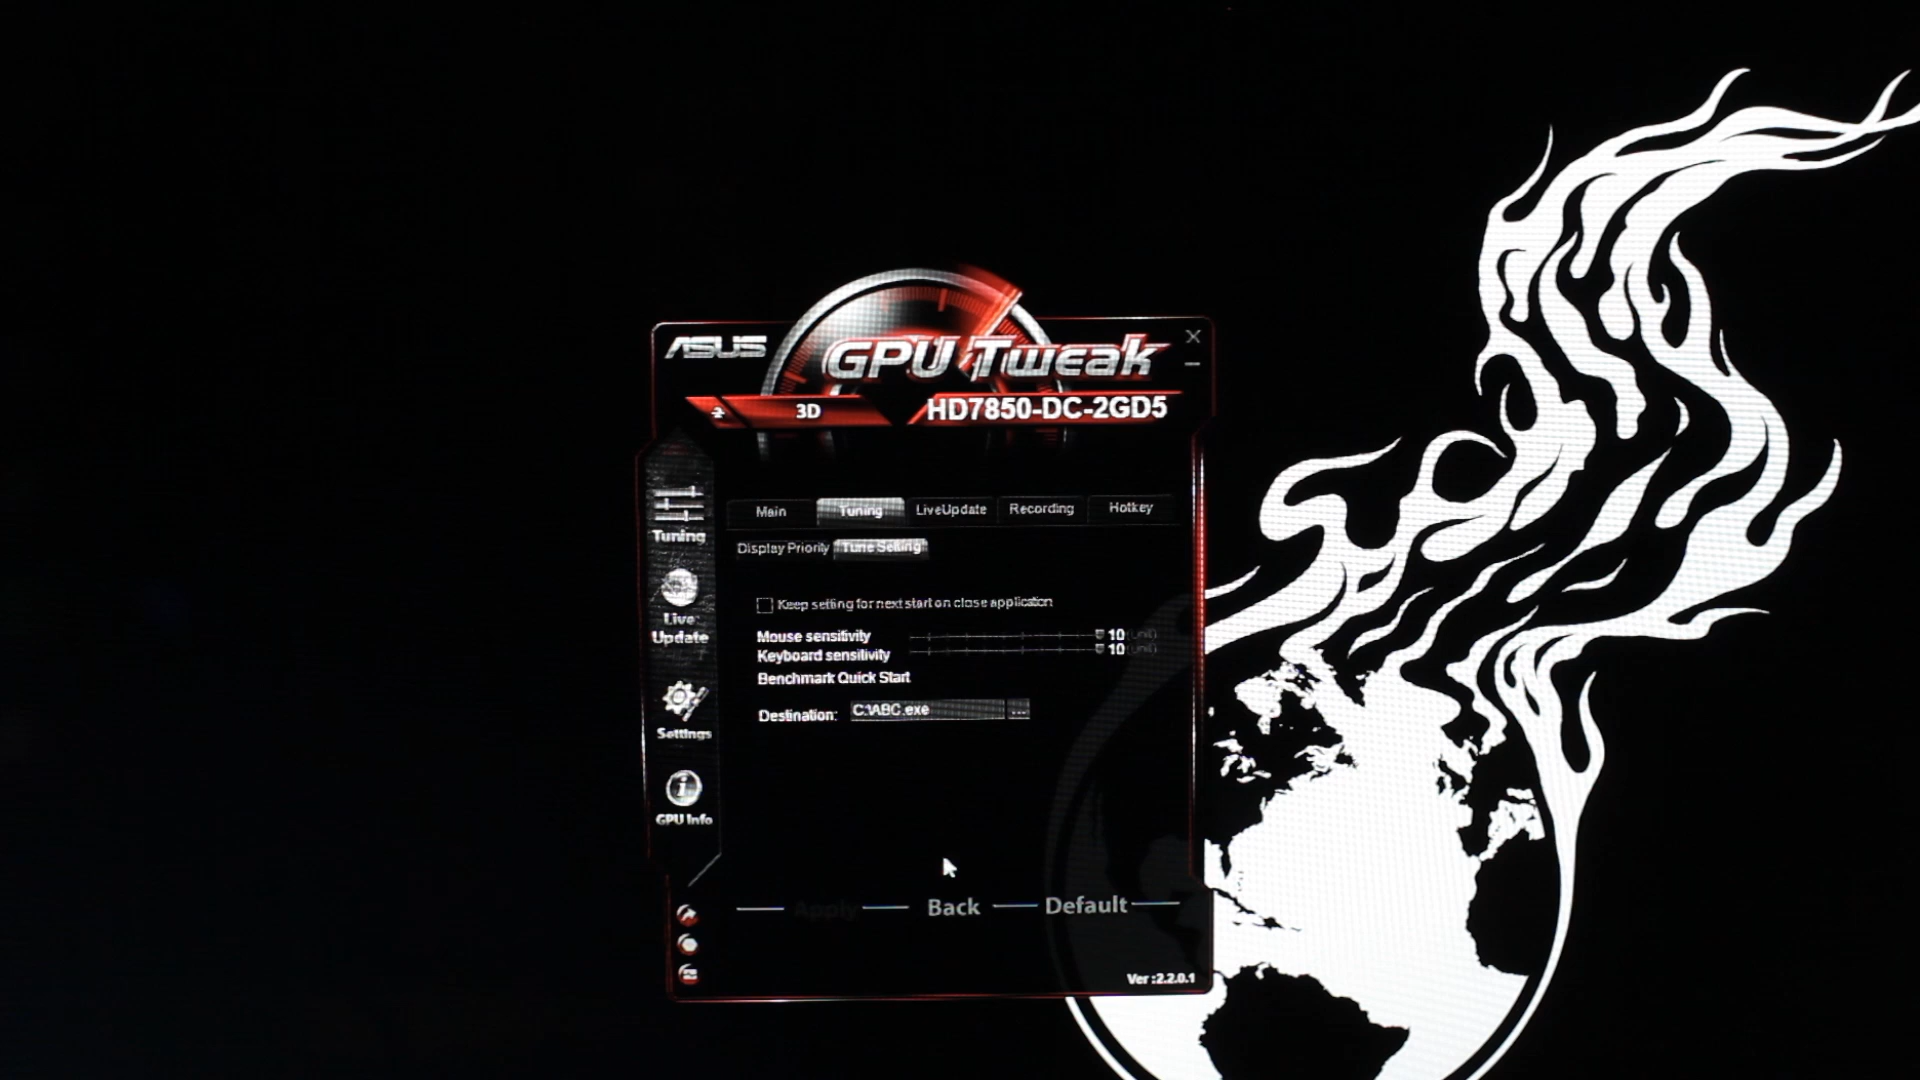 ASUS
GPU Tweak
3D
HD7850-DC-2GD5
Main
Tuning
LiveUpdate
Recording
Hotkey
Display Priority
Tune Setting
Keep setting for next start on close application
Mouse sensitivity
10 (Unit)
Keyboard sensitivity
10 (Unit)
Benchmark Quick Start
Destination:
C:\ABC.exe
...
Tuning
Live
Update
Settings
GPU Info
Apply
Back
Default
Ver :2.2.0.1